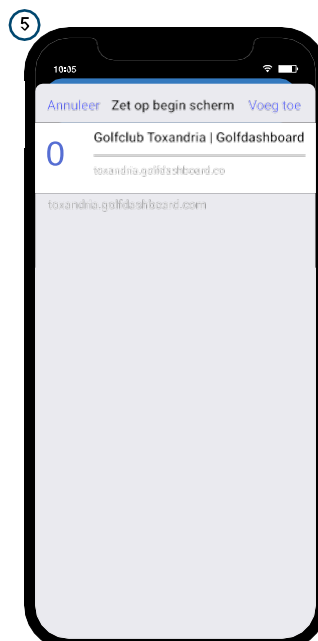 5
10:05
Annuleer Zet op begin scherm Voeg toe
0
Golfclub Toxandria | Golfdashboard
toxandria.golfdashboard.co
toxandria.golfdashboard.com